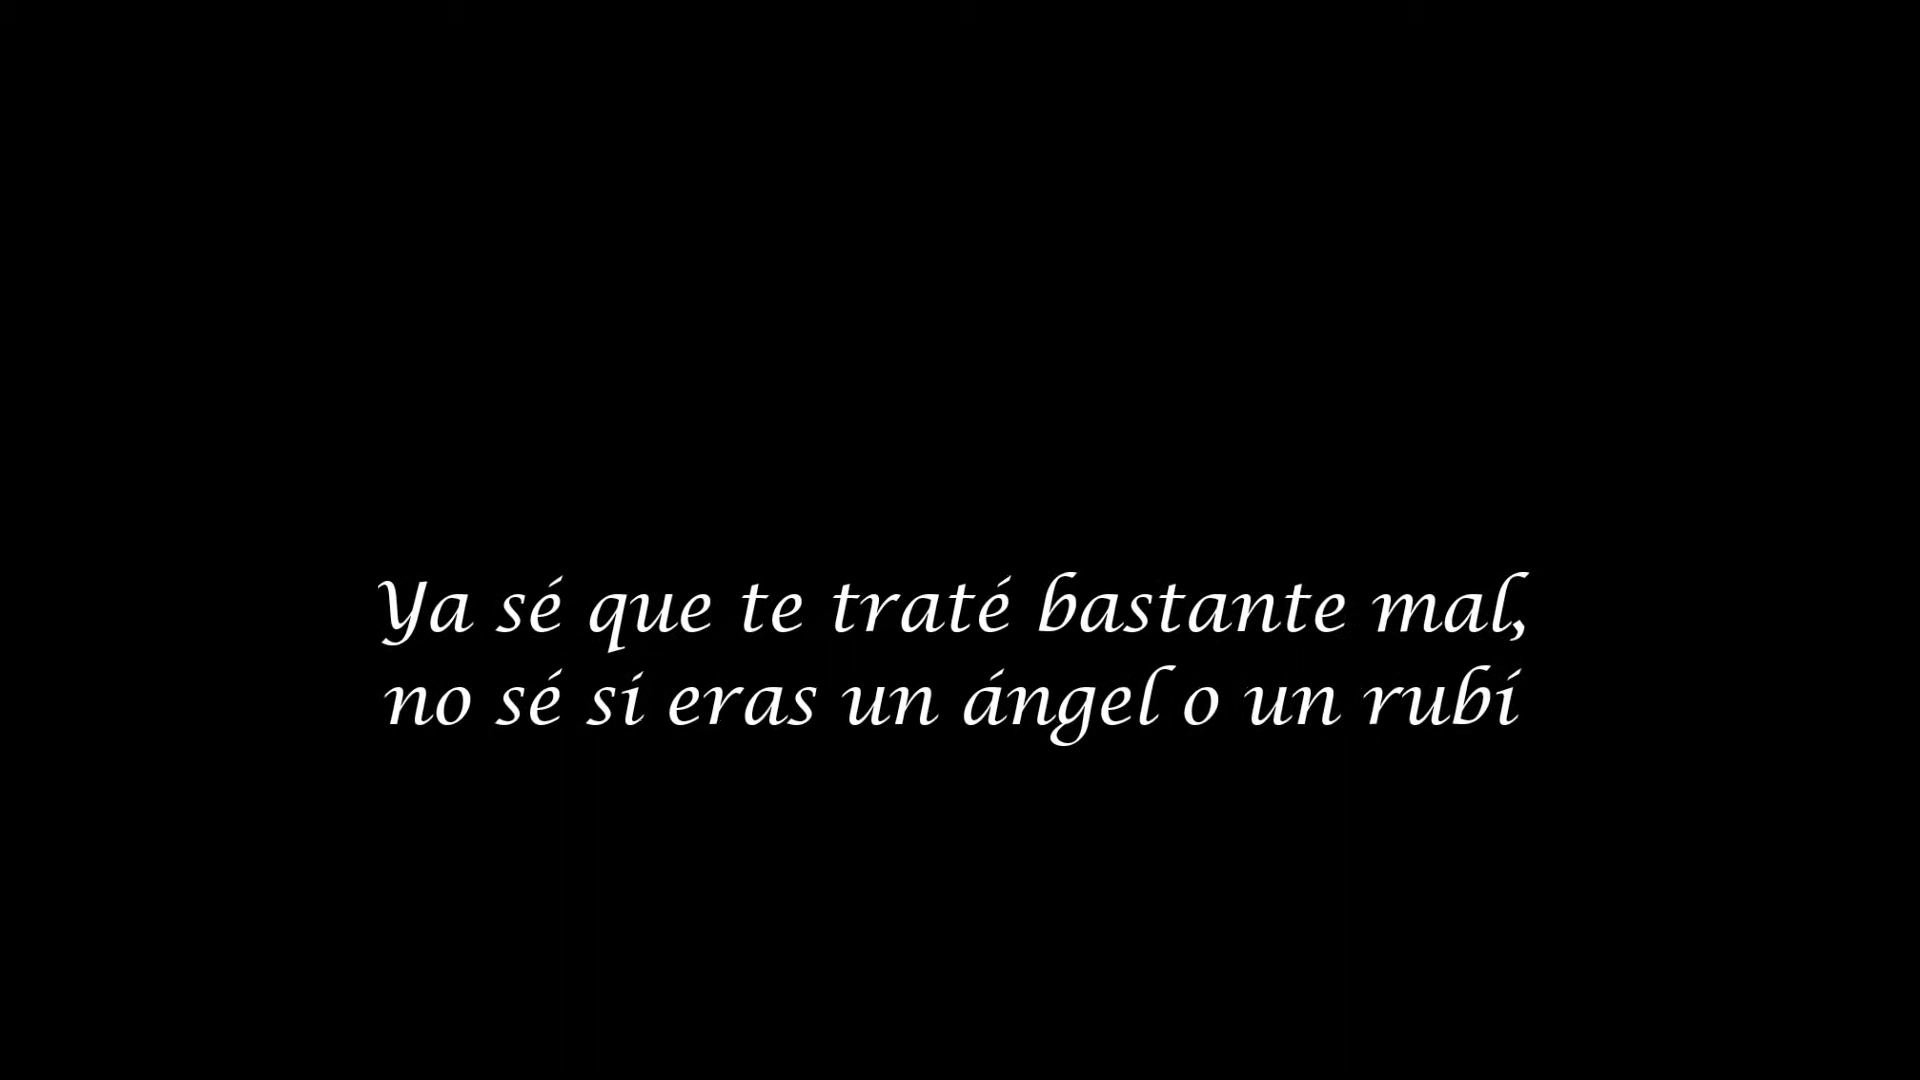 Ya sé que te traté bastante mal,
no sé si eras un ángel o un rubí